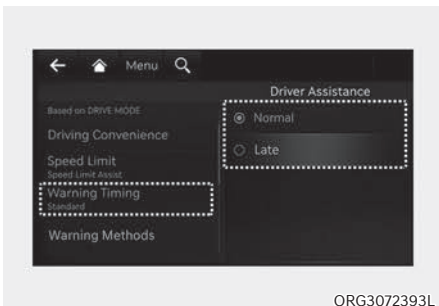 Menu
Driver Assistance
Based on DRIVE MODE
Driving Convenience
Speed Limit
Speed Limit Assist
Warning Timing
Standard
Warning Methods
Normal
Late
ORG3072393L